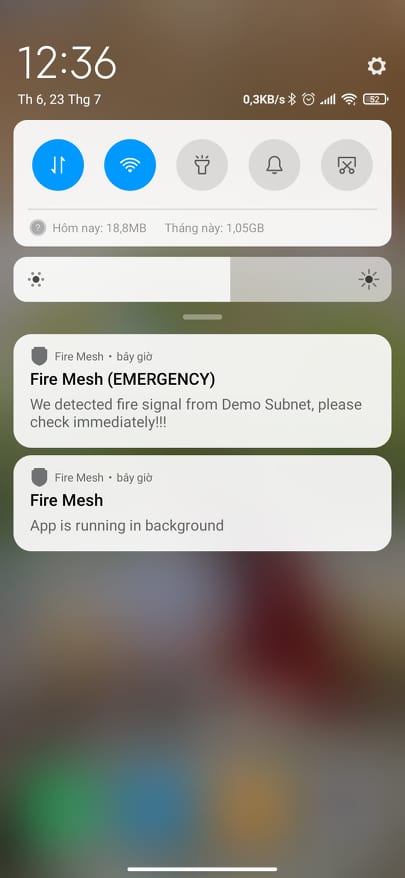 12:36
Th 6, 23 Thg 7
0,3KB/s
52
? Hôm nay: 18,8MB Tháng này: 1,05GB
Fire Mesh • bây giờ
Fire Mesh (EMERGENCY)
We detected fire signal from Demo Subnet, please
check immediately!!!
Fire Mesh • bây giờ
Fire Mesh
App is running in background